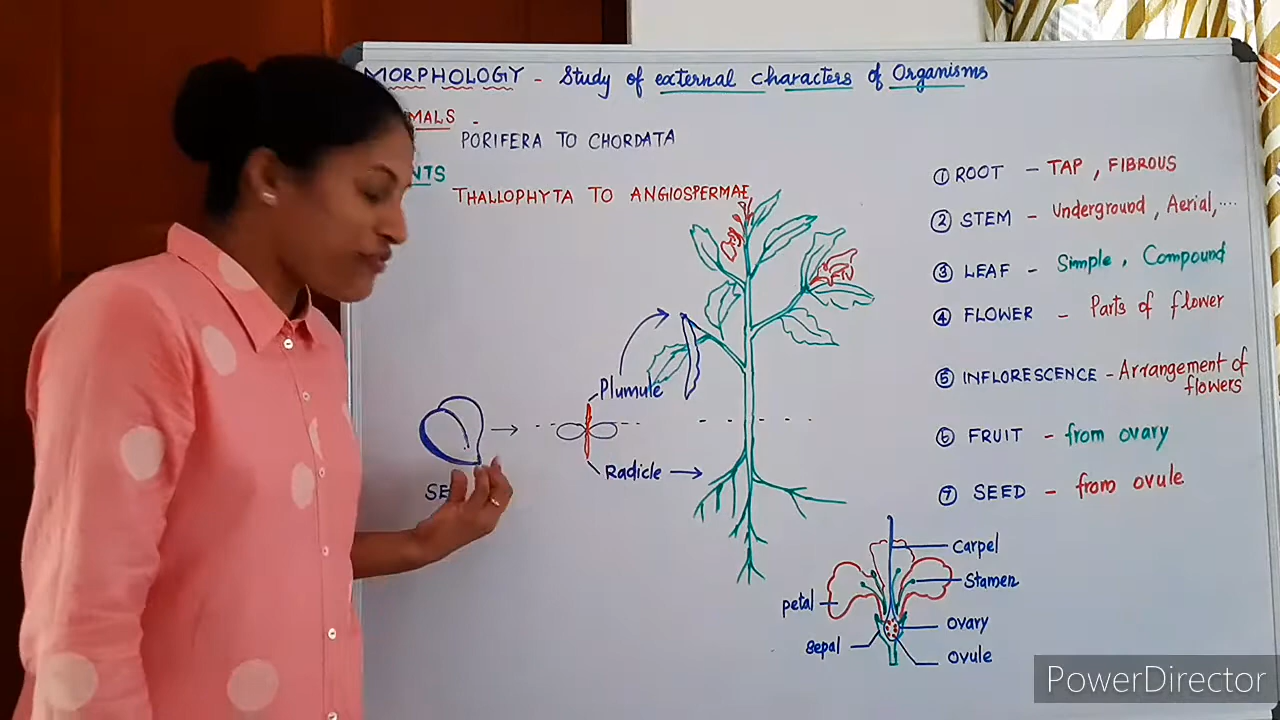 MORPHOLOGY - Study of external characters of Organisms
MALS -
PORIFERA TO CHORDATA
NTS
THALLOPHYTA TO ANGIOSPERMAE
① ROOT - TAP, FIBROUS
② STEM - Underground, Aerial,....
③ LEAF - Simple, Compound
④ FLOWER - Parts of flower
⑤ INFLORESCENCE - Arrangement of
flowers
⑥ FRUIT - from ovary
⑦ SEED - from ovule
Plumule
Radicle
SE
Carpel
Stamen
petal
Ovary
Sepal
Ovule
PowerDirector